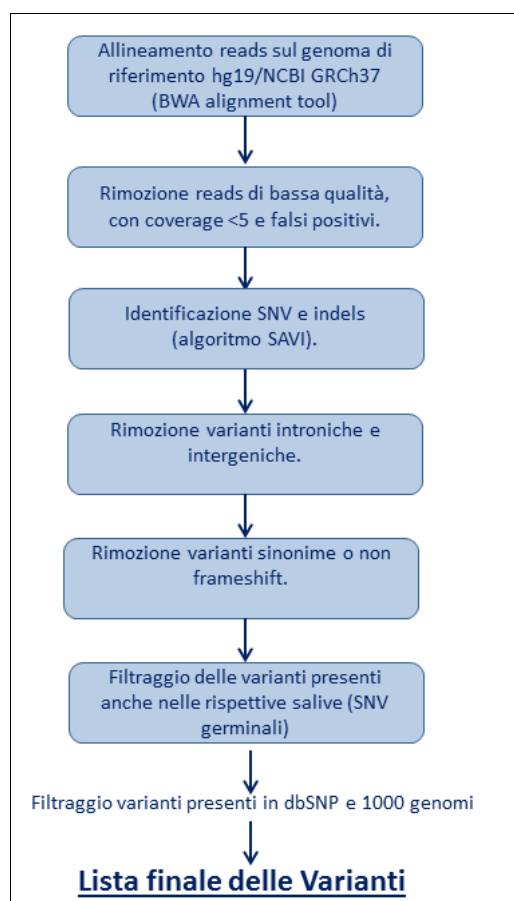 Allineamento reads sul genoma di
riferimento hg19/NCBI GRCh37
(BWA alignment tool)
Rimozione reads di bassa qualità,
con coverage <5 e falsi positivi.
Identificazione SNV e indels
(algoritmo SAVI).
Rimozione varianti introniche e
intergeniche.
Rimozione varianti sinonime o non
frameshift.
Filtraggio delle varianti presenti
anche nelle rispettive salive (SNV
germinali)
Filtraggio varianti presenti in dbSNP e 1000 genomi
Lista finale delle Varianti